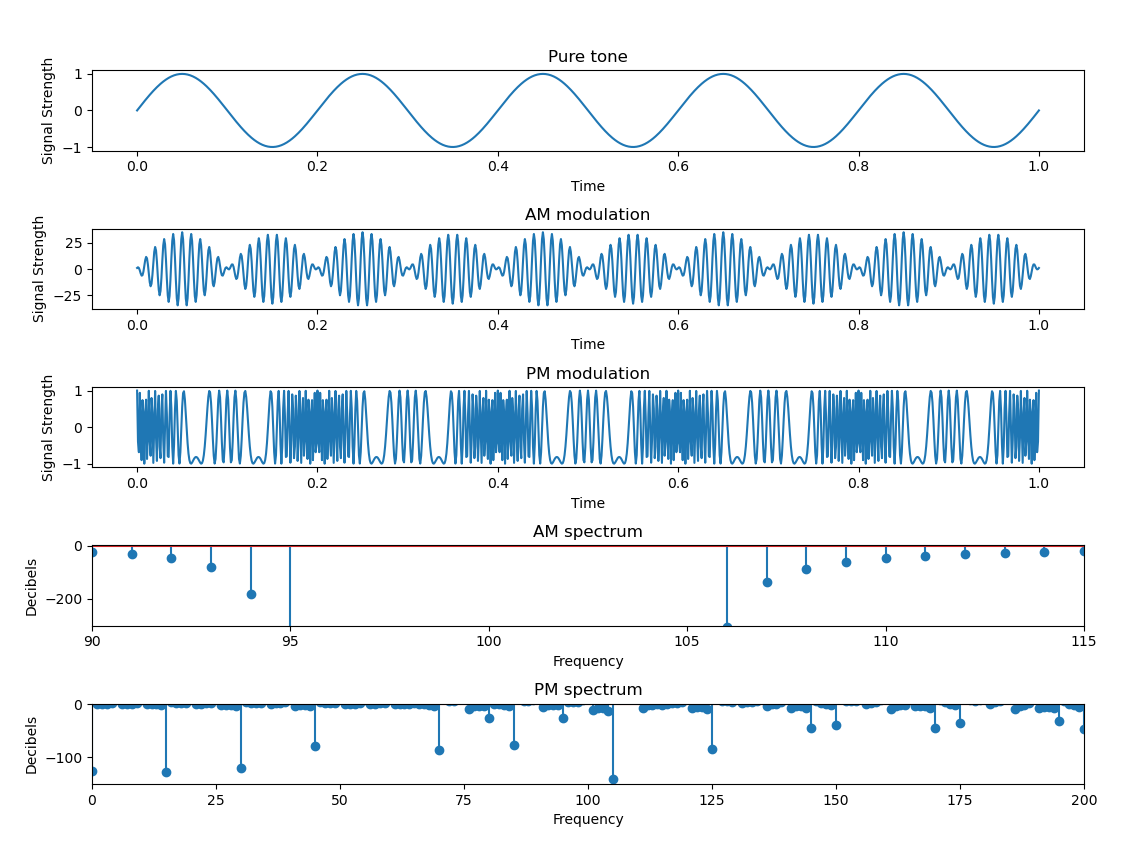 Pure tone
Signal Strength
1
0
−1
0.0 0.2 0.4 0.6 0.8 1.0
Time
AM modulation
Signal Strength
25
0
−25
0.0 0.2 0.4 0.6 0.8 1.0
Time
PM modulation
Signal Strength
1
0
−1
0.0 0.2 0.4 0.6 0.8 1.0
Time
AM spectrum
Decibels
0
−200
90 95 100 105 110 115
Frequency
PM spectrum
Decibels
0
−100
0 25 50 75 100 125 150 175 200
Frequency